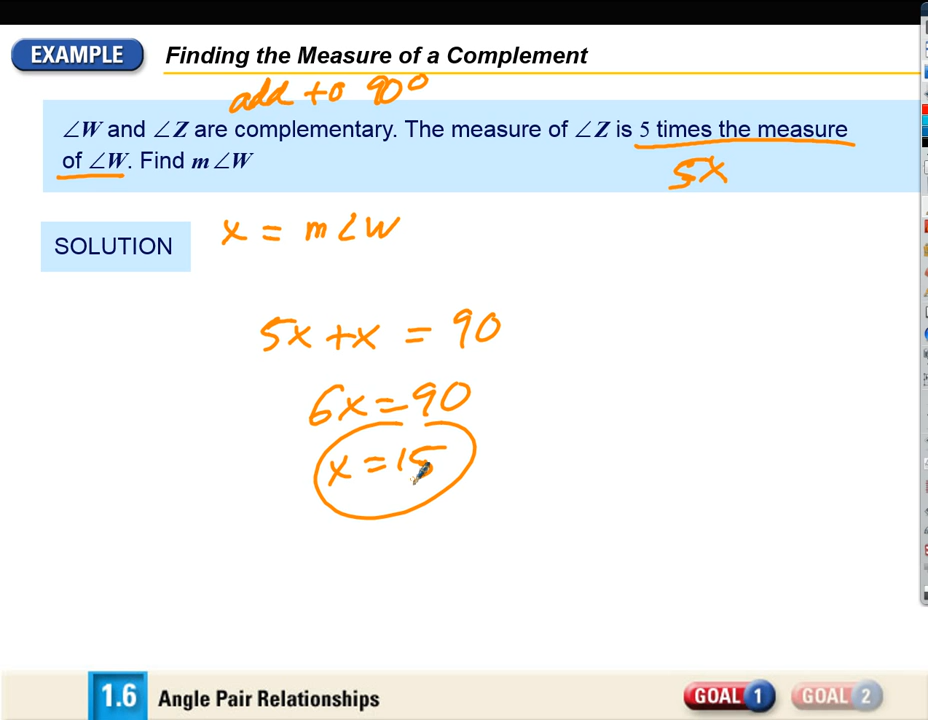 EXAMPLE Finding the Measure of a Complement
add to 90°
∠W and ∠Z are complementary. The measure of ∠Z is 5 times the measure
of ∠W. Find m∠W
5x
SOLUTION x = m∠W
5x + x = 90
6x = 90
x = 15
1.6 Angle Pair Relationships GOAL 1 GOAL 2